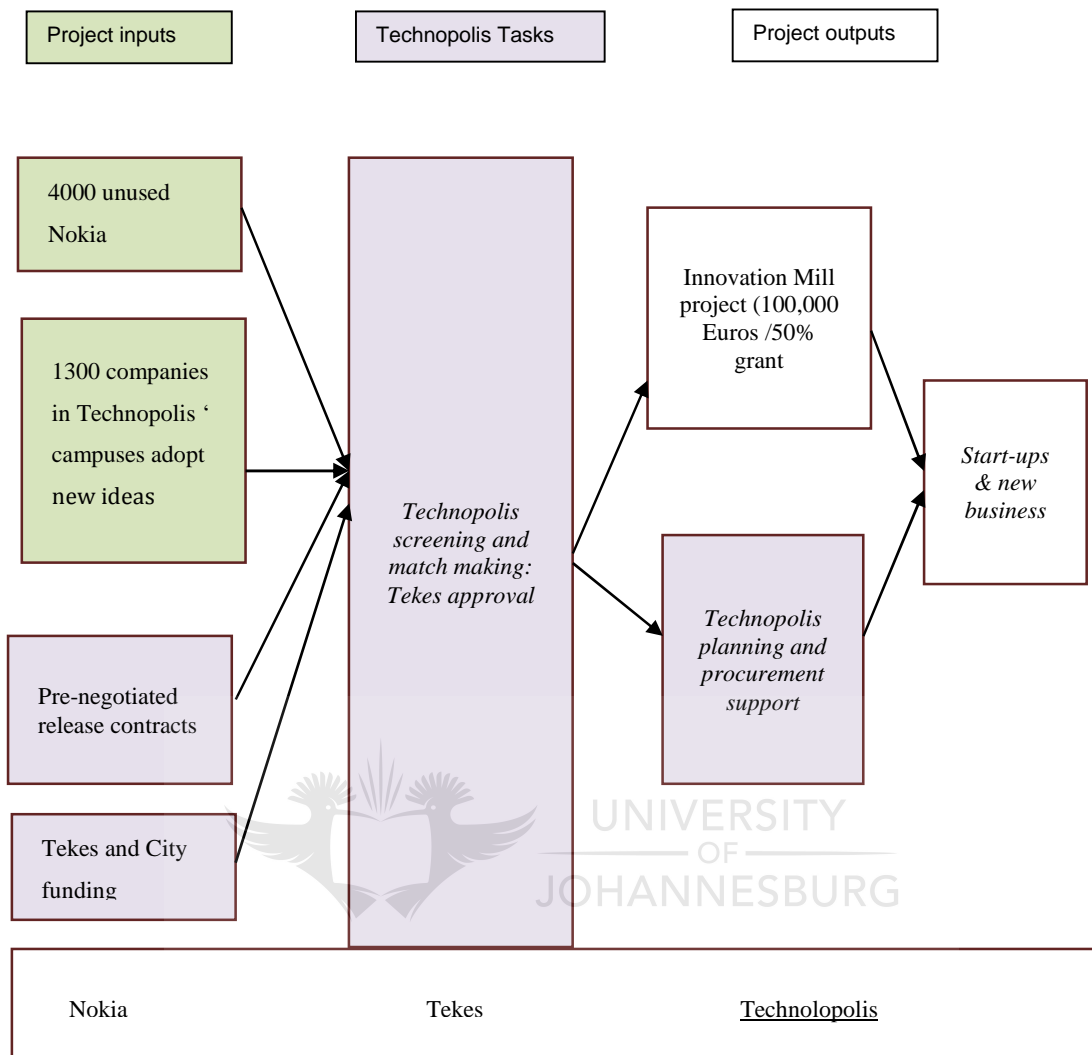 Project inputs
Technopolis Tasks
Project outputs
4000 unused
Nokia
1300 companies
in Technopolis ‘
campuses adopt
new ideas
Pre-negotiated
release contracts
Tekes and City
funding
Technopolis
screening and
match making:
Tekes approval
Innovation Mill
project (100,000
Euros /50%
grant
Technopolis
planning and
procurement
support
Start-ups
& new
business
UNIVERSITY
OF
JOHANNESBURG
Nokia
Tekes
Technolopolis